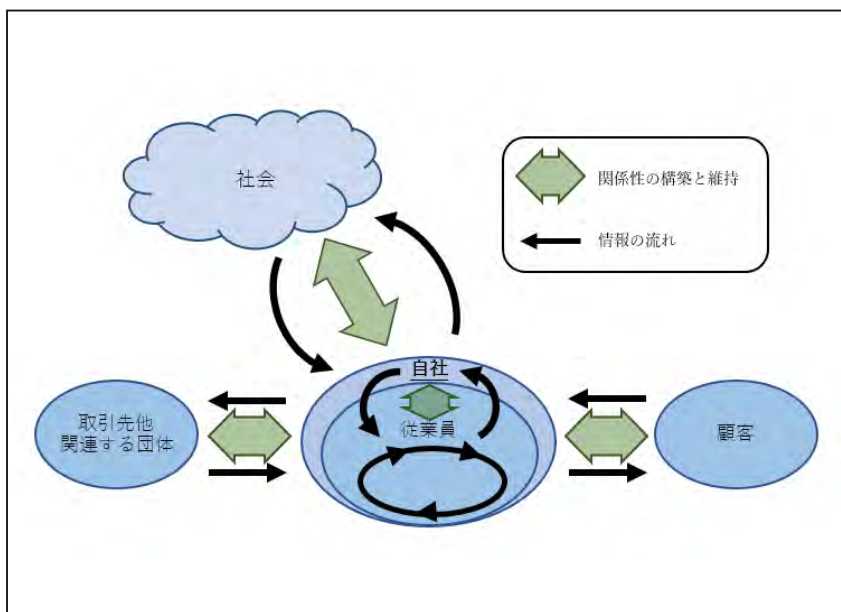 社会
関係性の構築と維持
情報の流れ
自社
従業員
取引先他
関連する団体
顧客